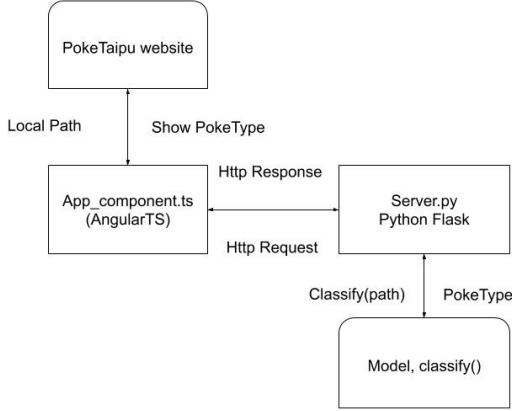 PokeTaipu website
Local Path
Show PokeType
App_component.ts
(AngularTS)
Http Response
Http Request
Server.py
Python Flask
Classify(path)
PokeType
Model, classify()